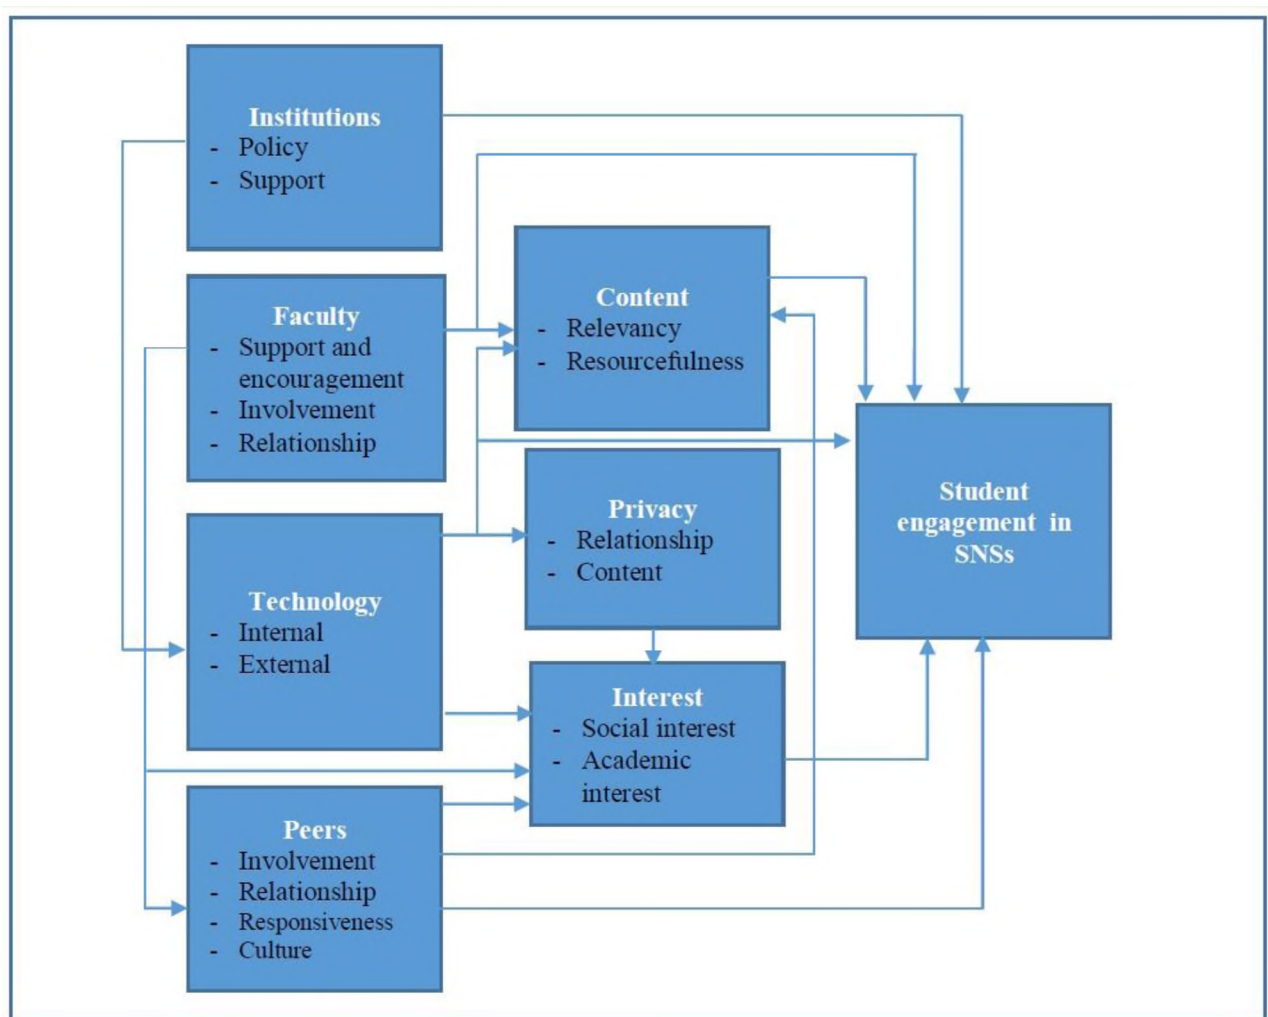 Institutions
- Policy
- Support
Faculty
- Support and
encouragement
- Involvement
- Relationship
Technology
- Internal
- External
Peers
- Involvement
- Relationship
- Responsiveness
- Culture
Content
- Relevancy
- Resourcefulness
Privacy
- Relationship
- Content
Interest
- Social interest
- Academic
interest
Student
engagement in
SNSs